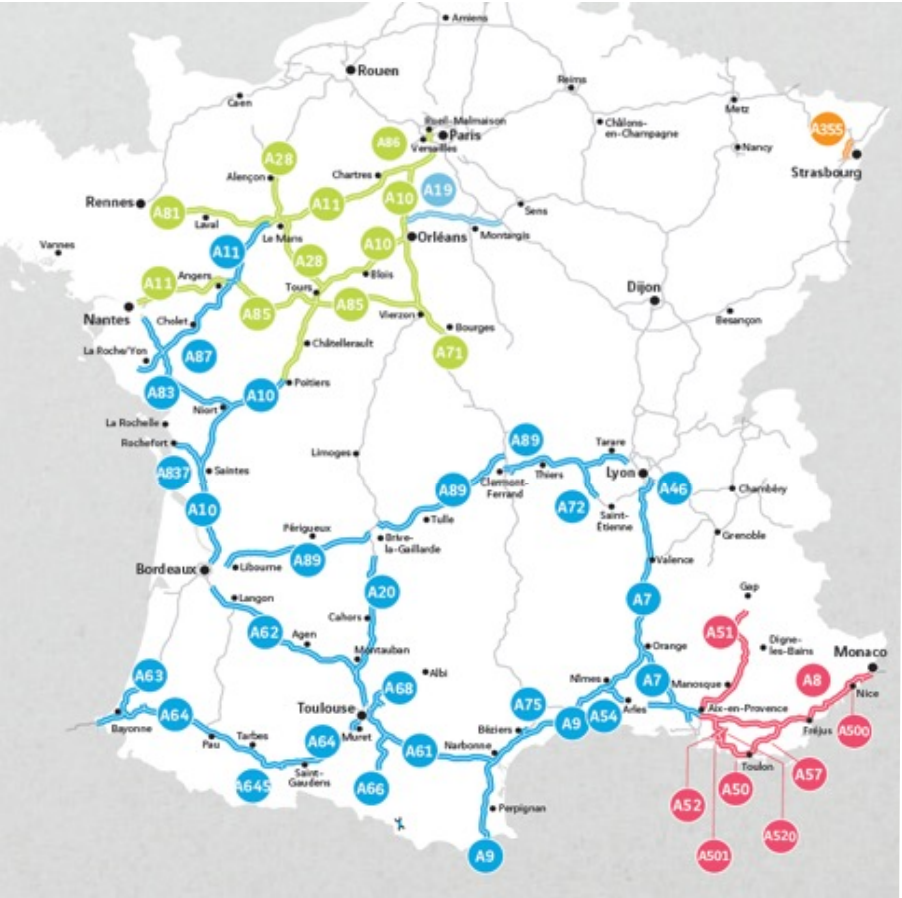 Amiens
Rouen
Reims
Caen
Metz
Rueil-Malmaison
Paris
Versailles
A86
Châlons-
en-Champagne
A355
Nancy
Strasbourg
A28
Alençon
Chartres
A11
A10
A19
Rennes
A81
Laval
Le Mans
Sens
Montargis
Orléans
Vannes
A11
A10
A28
Blois
A11
Angers
Tours
A85
A85
Vierzon
Dijon
Besançon
Nantes
Cholet
Bourges
A71
Châtellerault
La Roche/Yon
A87
A83
A10
Poitiers
Niort
La Rochelle
Rochefort
A837
Saintes
Limoges
A89
Tarare
Lyon
Thiers
Clermont-
Ferrand
A46
Chambéry
A89
A72
Saint-
Étienne
A10
Tulle
Périgueux
Brive-
la-Gaillarde
Grenoble
A89
Libourne
Bordeaux
Valence
A20
A7
Gap
Langon
Cahors
A62
Agen
Montauban
A51
Digne-
les-Bains
Orange
Monaco
A63
Albi
A68
Nîmes
A7
Manosque
A8
Nice
A64
Bayonne
Toulouse
Muret
A75
A9
A54
Arles
Aix-en-Provence
Fréjus
A500
Pau
Tarbes
A64
A61
Béziers
Narbonne
Saint-
Gaudens
A645
A66
Toulon
A57
A50
A52
Perpignan
A520
A501
A9